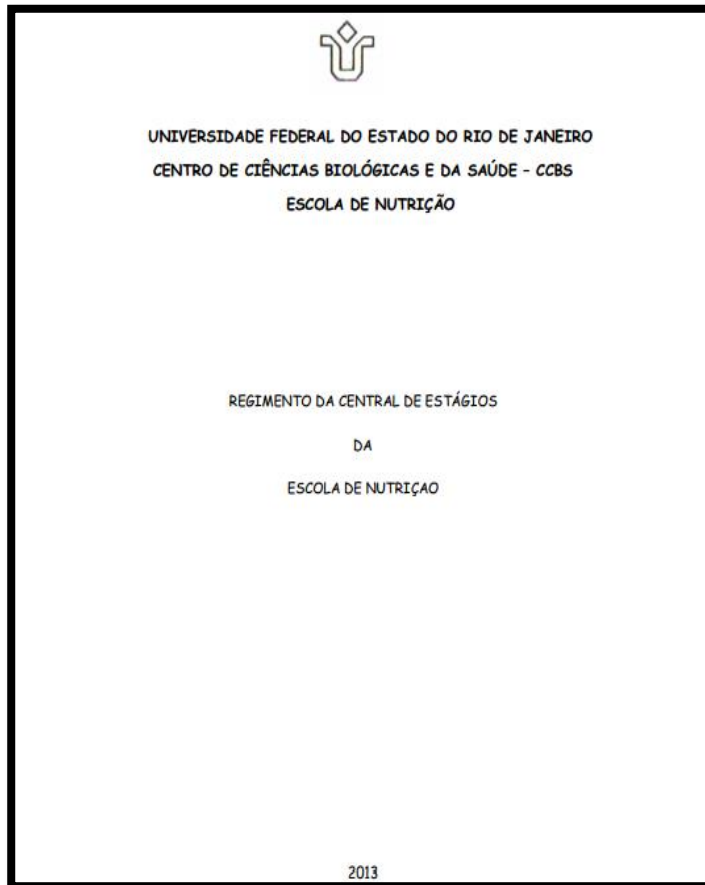 UNIVERSIDADE FEDERAL DO ESTADO DO RIO DE JANEIRO
CENTRO DE CIÊNCIAS BIOLÓGICAS E DA SAÚDE - CCBS
ESCOLA DE NUTRIÇÃO
REGIMENTO DA CENTRAL DE ESTÁGIOS
DA
ESCOLA DE NUTRIÇAO
2013